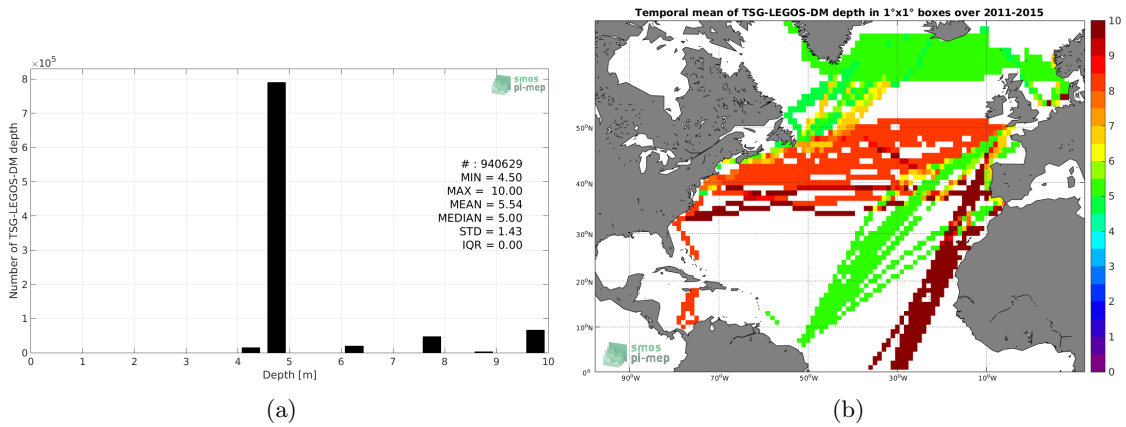 ×10⁵
8
7
6
5
4
3
2
1
0
Number of TSG-LEGOS-DM depth
smos
pi-mep
# : 940629
MIN = 4.50
MAX = 10.00
MEAN = 5.54
MEDIAN = 5.00
STD = 1.43
IQR = 0.00
0 1 2 3 4 5 6 7 8 9 10
Depth [m]
(a)
Temporal mean of TSG-LEGOS-DM depth in 1°x1° boxes over 2011-2015
50°N
40°N
30°N
20°N
10°N
0°
90°W 70°W 50°W 30°W 10°W
smos
pi-mep
10
9
8
7
6
5
4
3
2
1
0
(b)